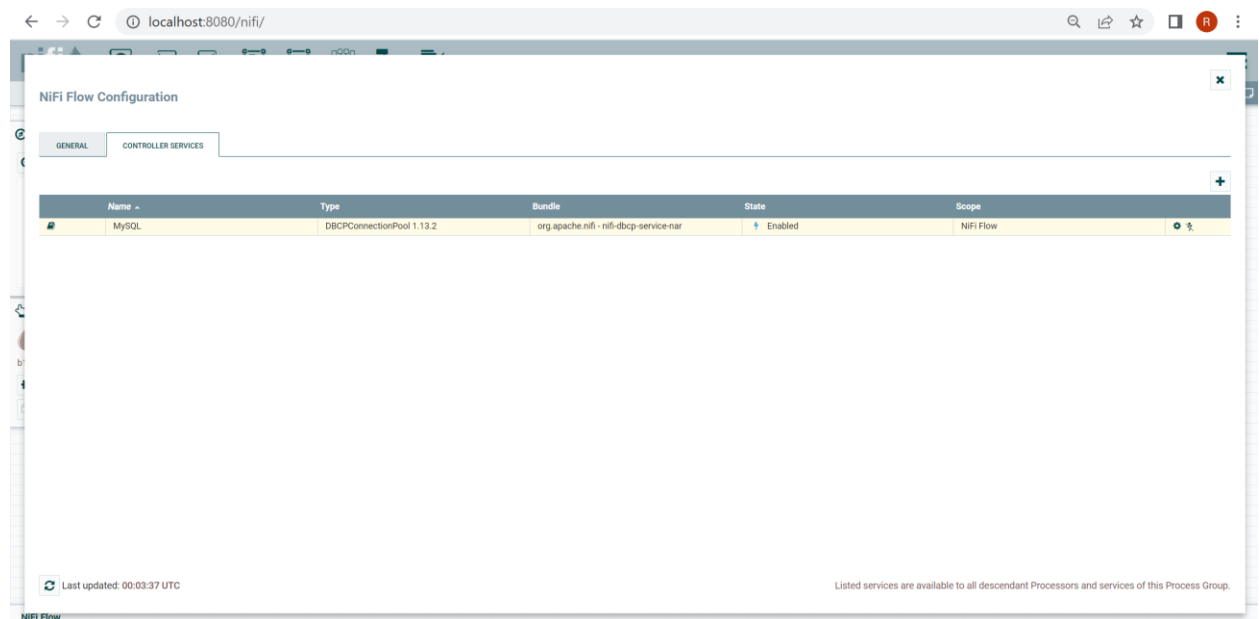 localhost:8080/nifi/
R
NiFi Flow Configuration
GENERAL CONTROLLER SERVICES
Name Type Bundle State Scope
MySQL DBCPConnectionPool 1.13.2 org.apache.nifi - nifi-dbcp-service-nar Enabled NiFi Flow
Last updated: 00:03:37 UTC Listed services are available to all descendant Processors and services of this Process Group.
NiFi Flow